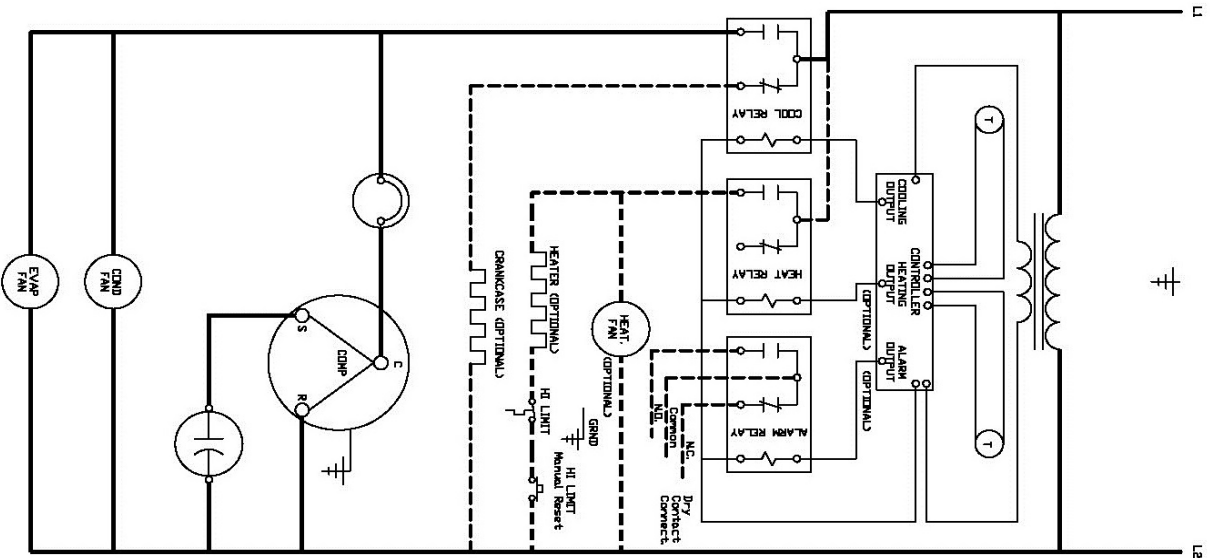 L1
L2
T
T
COOLING
OUTPUT
CONTROLLER
HEATING
OUTPUT
(OPTIONAL)
ALARM
OUTPUT
(OPTIONAL)
COOL RELAY
HEAT RELAY
ALARM RELAY
N.C.
Common
N.O.
Dry
Contact
Connect
HEAT.
FAN
(OPTIONAL)
GRND
HEATER (OPTIONAL)
HI LIMIT
HI LIMIT
Manual Reset
CRANKCASE (OPTIONAL)
C
S
R
COMP
COND
FAN
EVAP
FAN